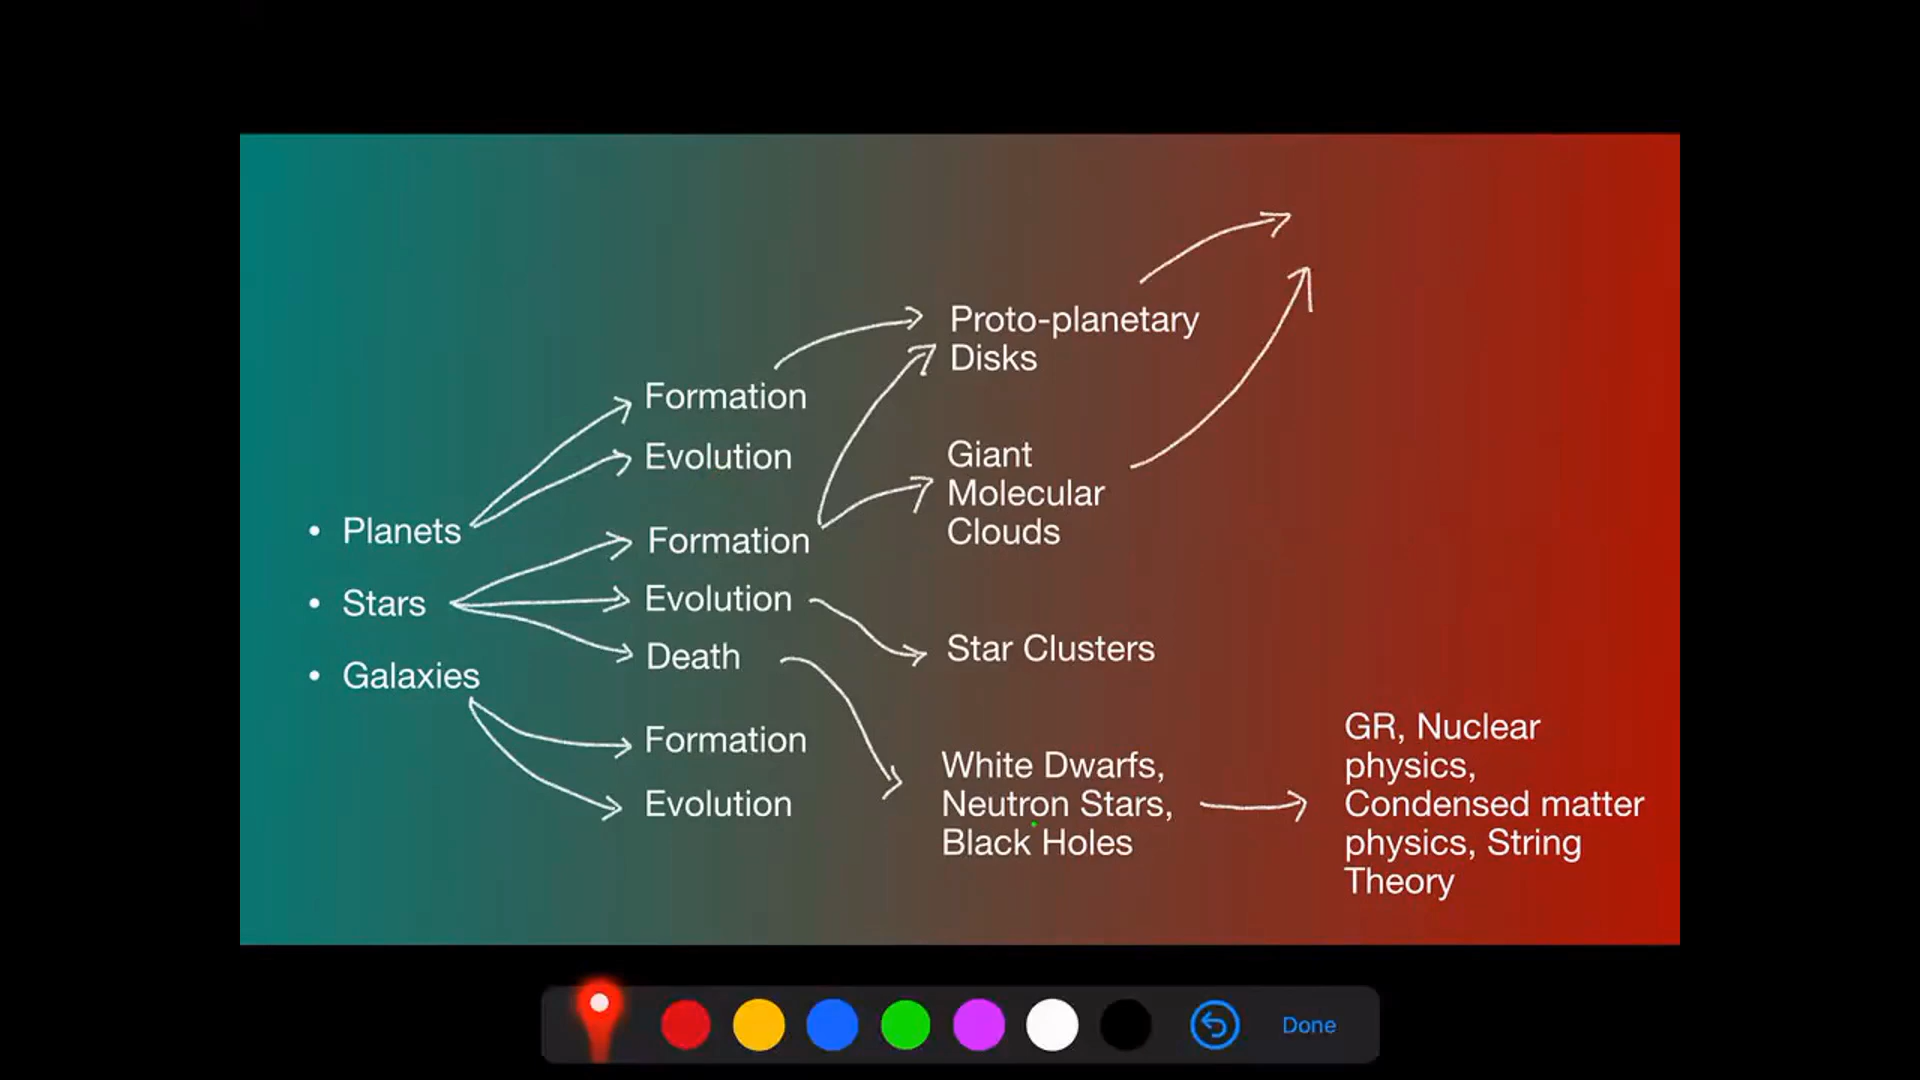 • Planets
• Stars
• Galaxies
Formation
Evolution
Formation
Evolution
Death
Formation
Evolution
Proto-planetary
Disks
Giant
Molecular
Clouds
Star Clusters
White Dwarfs,
Neutron Stars,
Black Holes
GR, Nuclear
physics,
Condensed matter
physics, String
Theory
Done